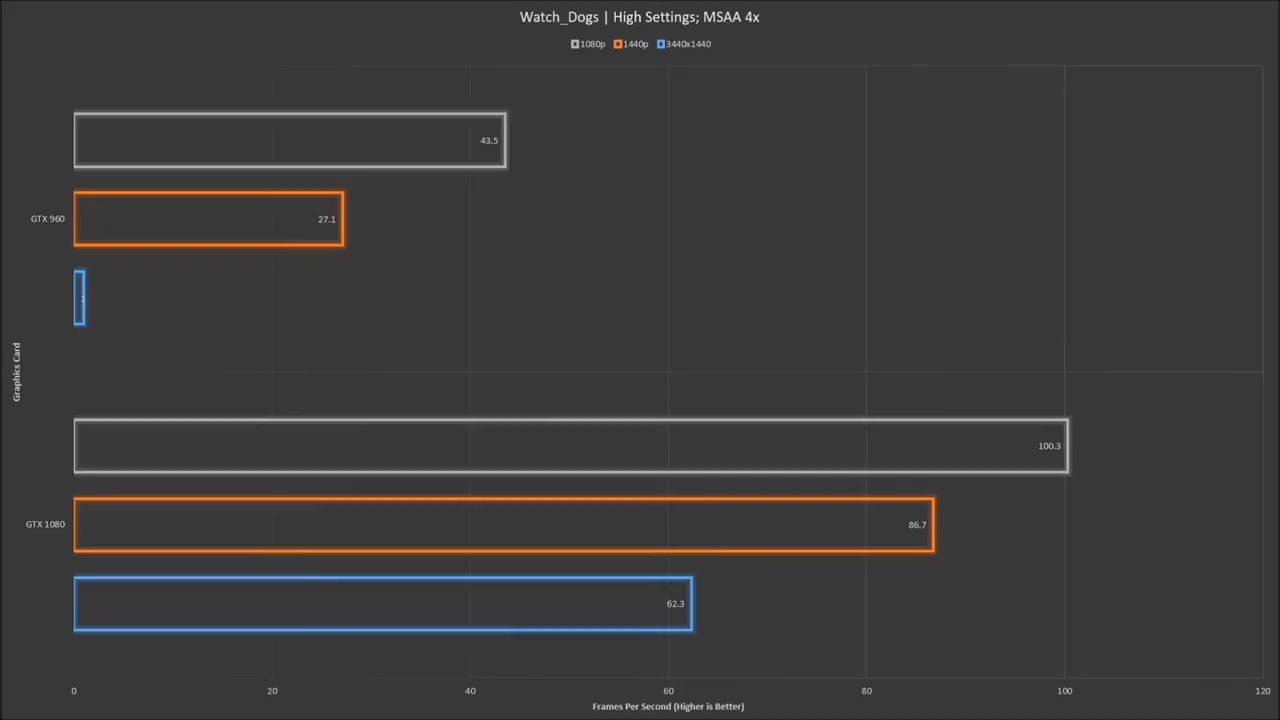 Watch_Dogs | High Settings; MSAA 4x
1080p 1440p 3440x1440
43.5
GTX 960
27.1
1
Graphics Card
100.3
GTX 1080
86.7
62.3
0 20 40 60 80 100 120
Frames Per Second (Higher is Better)